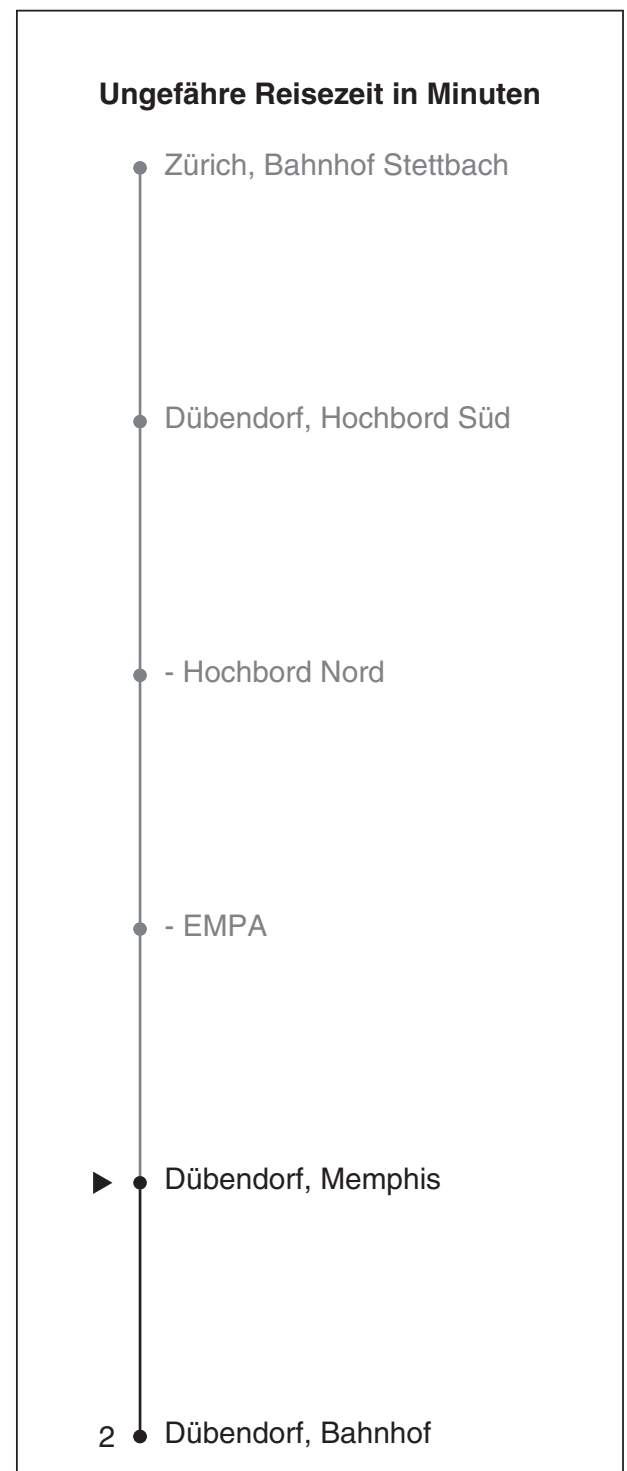 Ungefähre Reisezeit in Minuten
Zürich, Bahnhof Stettbach
Dübendorf, Hochbord Süd
- Hochbord Nord
- EMPA
Dübendorf, Memphis
2 Dübendorf, Bahnhof